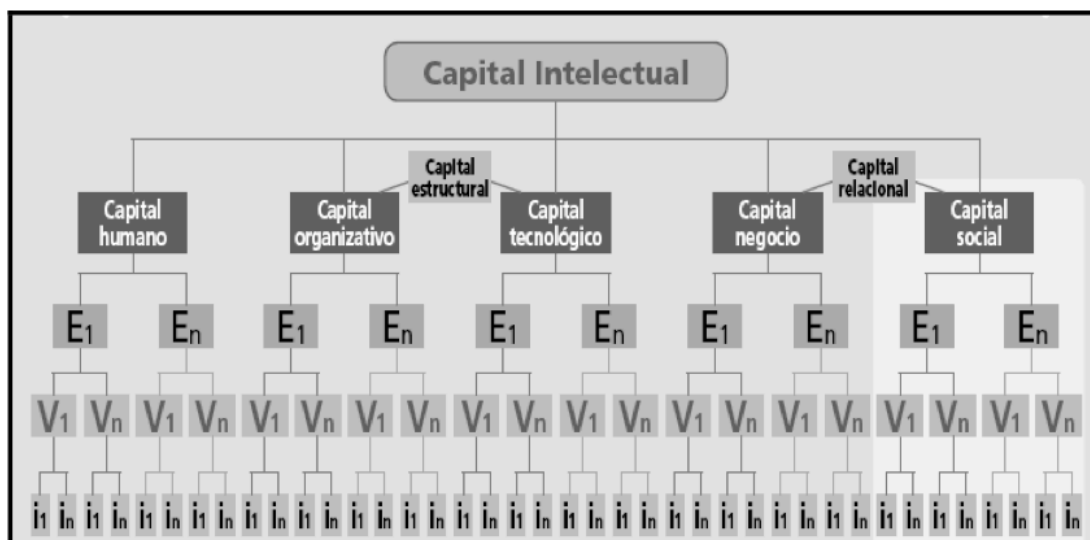 Capital Intelectual
Capital
estructural
Capital
relacional
Capital
humano
Capital
organizativo
Capital
tecnológico
Capital
negocio
Capital
social
E1 En E1 En E1 En E1 En E1 En
V1 Vn V1 Vn V1 Vn V1 Vn V1 Vn V1 Vn V1 Vn V1 Vn V1 Vn V1 Vn
i1 in i1 in i1 in i1 in i1 in i1 in i1 in i1 in i1 in i1 in i1 in i1 in i1 in i1 in i1 in i1 in i1 in i1 in i1 in i1 in